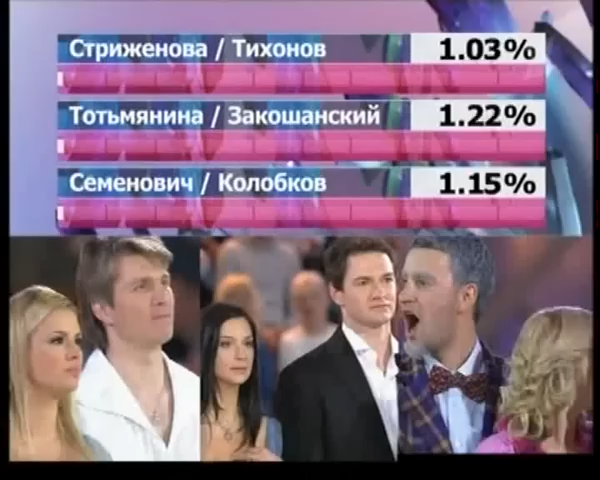 Стриженова / Тихонов 1.03%
Тотьмянина / Закошанский 1.22%
Семенович / Колобков 1.15%